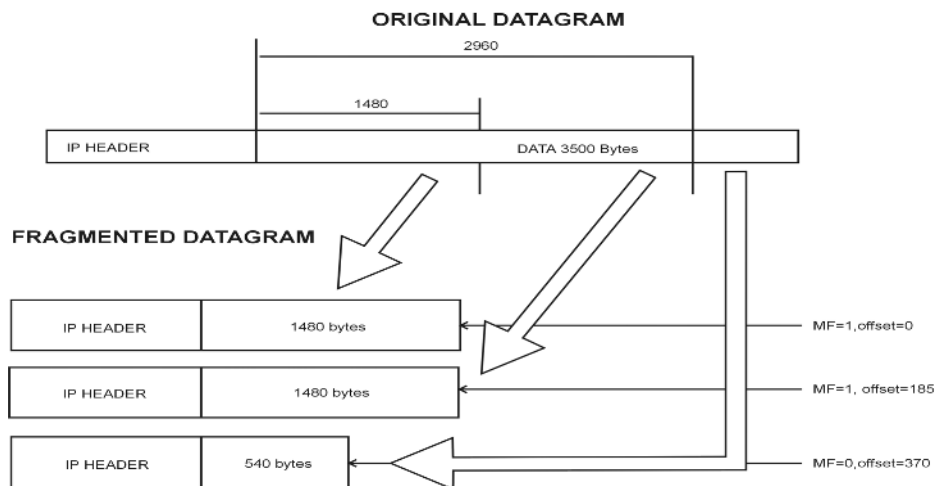 ORIGINAL DATAGRAM
2960
1480
IP HEADER DATA 3500 Bytes
FRAGMENTED DATAGRAM
IP HEADER 1480 bytes MF=1,offset=0
IP HEADER 1480 bytes MF=1, offset=185
IP HEADER 540 bytes MF=0,offset=370